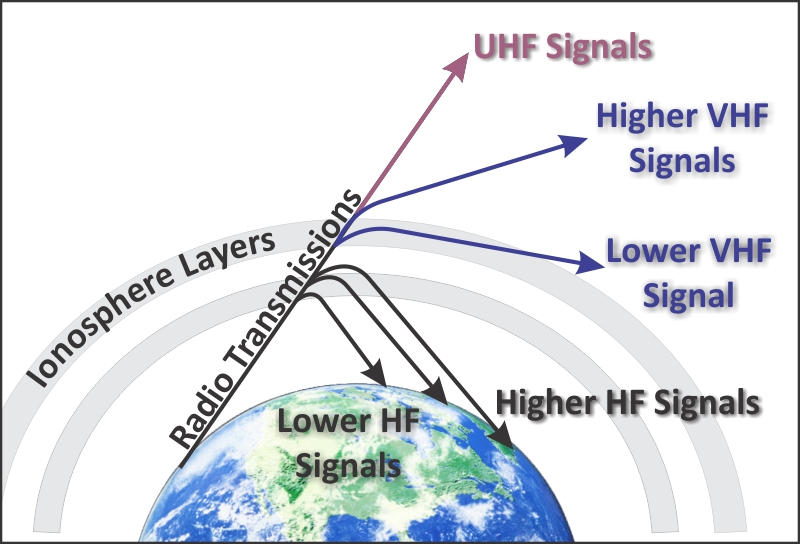 UHF Signals
Higher VHF
Signals
Ionosphere Layers
Radio Transmissions
Lower VHF
Signal
Lower HF
Signals
Higher HF Signals